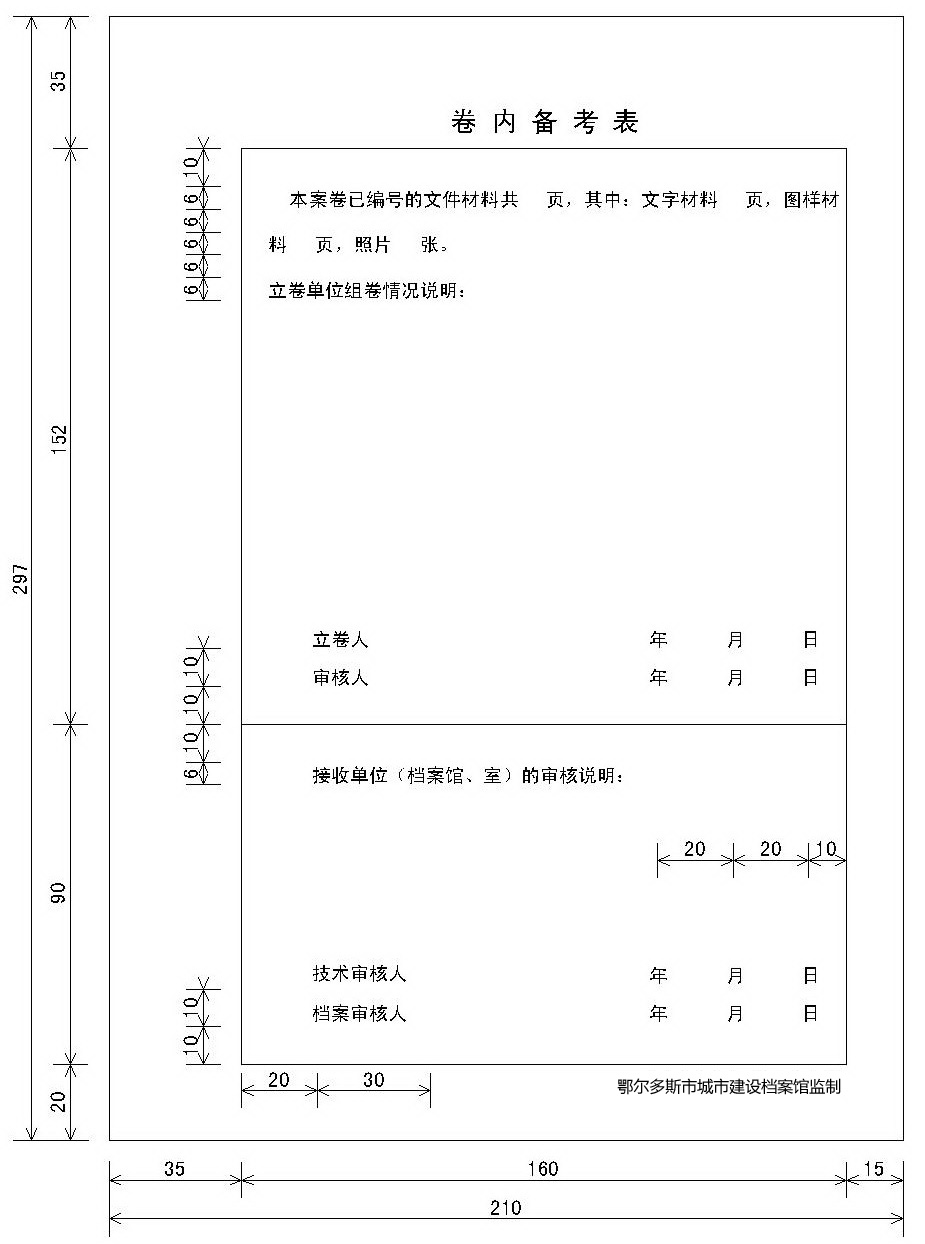 卷内备考表
本案卷已编号的文件材料共 页，其中：文字材料 页，图样材
料 页，照片 张。
立卷单位组卷情况说明：
立卷人 年 月 日
审核人 年 月 日
接收单位（档案馆、室）的审核说明：
技术审核人 年 月 日
档案审核人 年 月 日
鄂尔多斯市城市建设档案馆监制
297
35
152
90
20
10
6
6
6
6
6
10
10
10
6
10
10
20 20 10
20 30
35 160 15
210